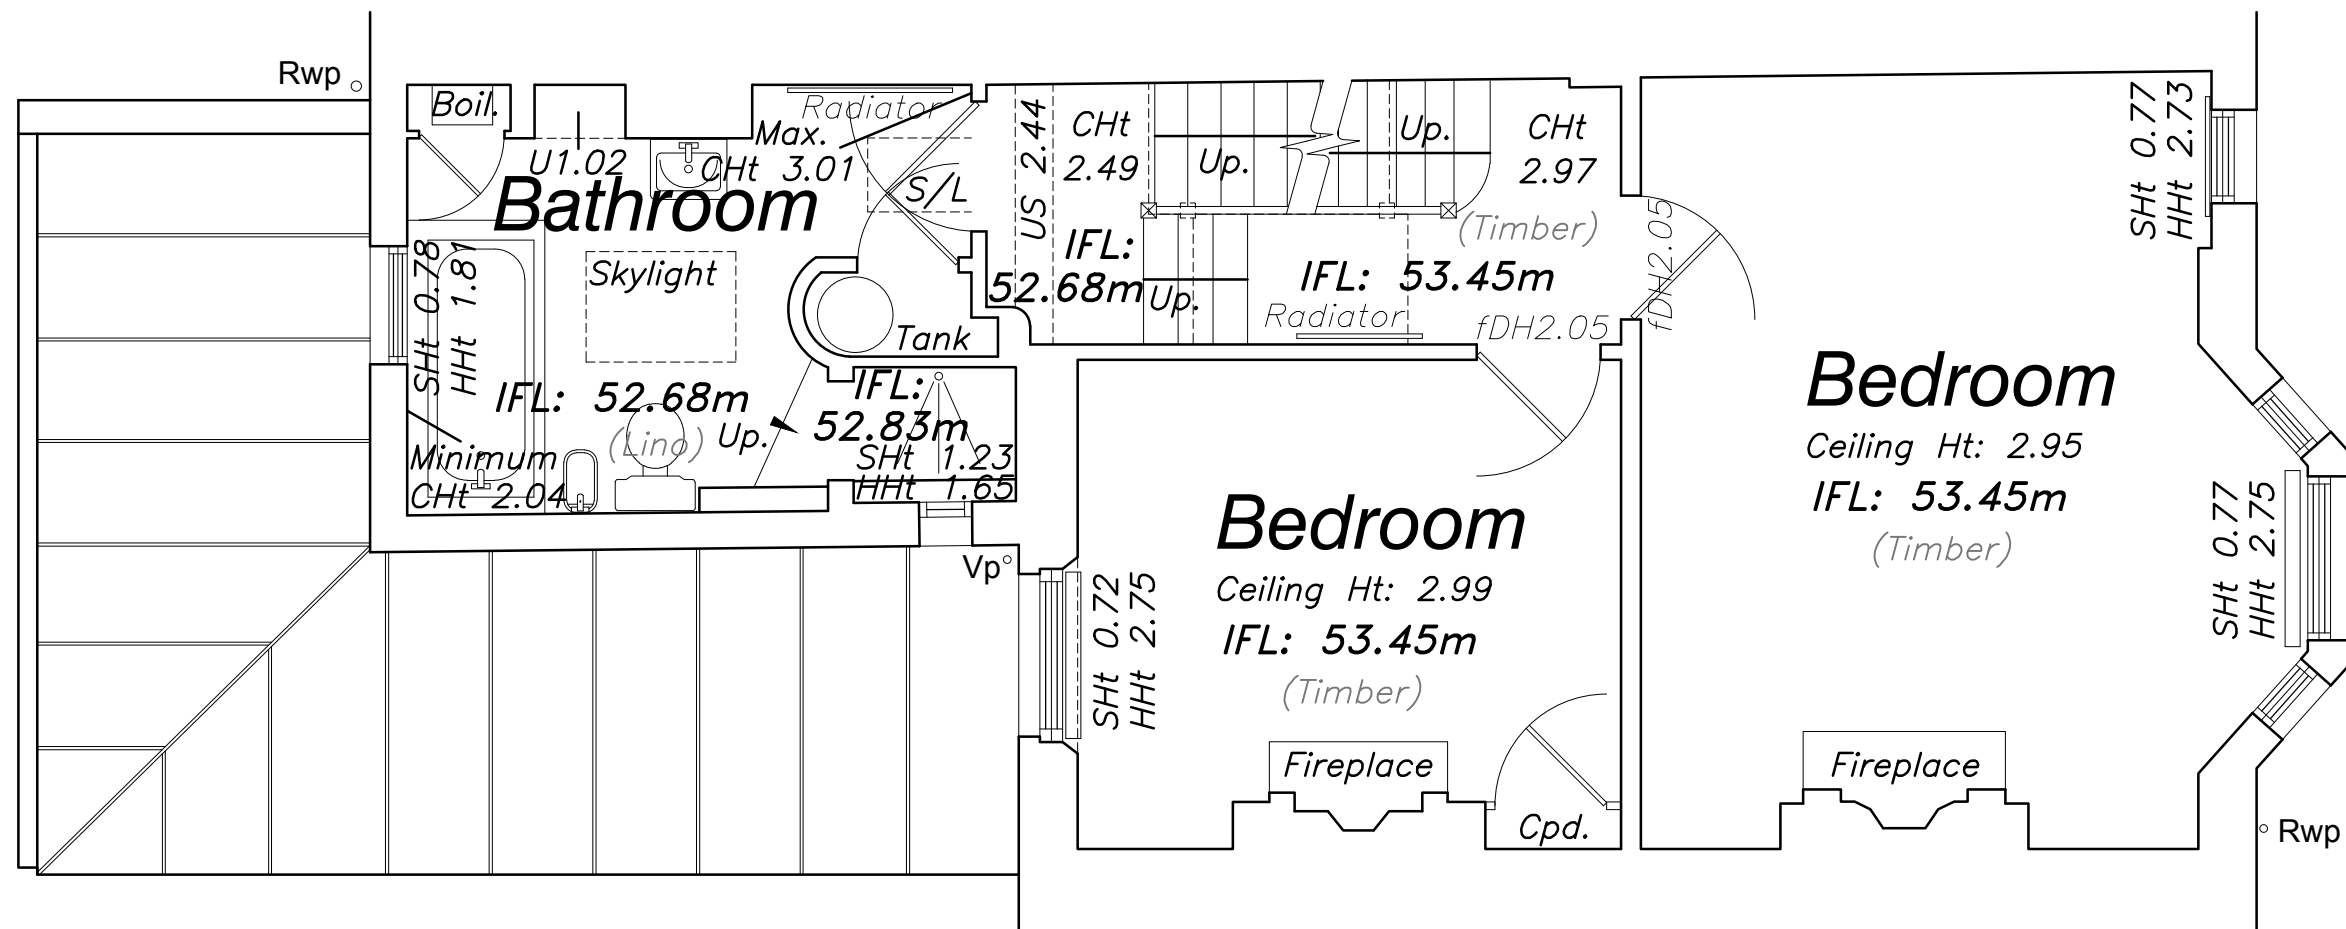 Rwp
Boil.
Radiator
Max.
CHt 3.01
U1.02
Bathroom
S/L
US 2.44
CHt
2.49
Up.
Up.
CHt
2.97
(Timber)
IFL:
52.68m
IFL: 53.45m
Up.
Radiator
fDH2.05
fDH2.05
SHt 0.77
HHt 2.73
SHt 0.78
HHt 1.81
Skylight
Tank
IFL: 52.68m
(Lino)
Up.
IFL:
52.83m
SHt 1.23
HHt 1.65
Minimum
CHt 2.04
Vp
Bedroom
Ceiling Ht: 2.99
IFL: 53.45m
(Timber)
SHt 0.72
HHt 2.75
Fireplace
Cpd.
Bedroom
Ceiling Ht: 2.95
IFL: 53.45m
(Timber)
SHt 0.77
HHt 2.75
Fireplace
Rwp